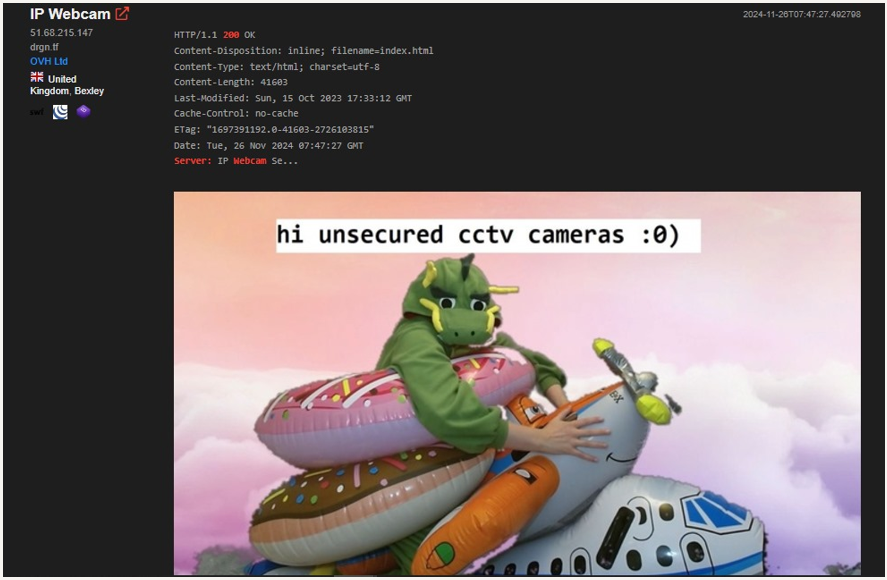 IP Webcam
2024-11-26T07:47:27.492798
51.68.215.147
drgn.tf
OVH Ltd
United
Kingdom, Bexley
swf
HTTP/1.1 200 OK
Content-Disposition: inline; filename=index.html
Content-Type: text/html; charset=utf-8
Content-Length: 41603
Last-Modified: Sun, 15 Oct 2023 17:33:12 GMT
Cache-Control: no-cache
ETag: "1697391192.0-41603-2726103815"
Date: Tue, 26 Nov 2024 07:47:27 GMT
Server: IP Webcam Se...
hi unsecured cctv cameras :0)